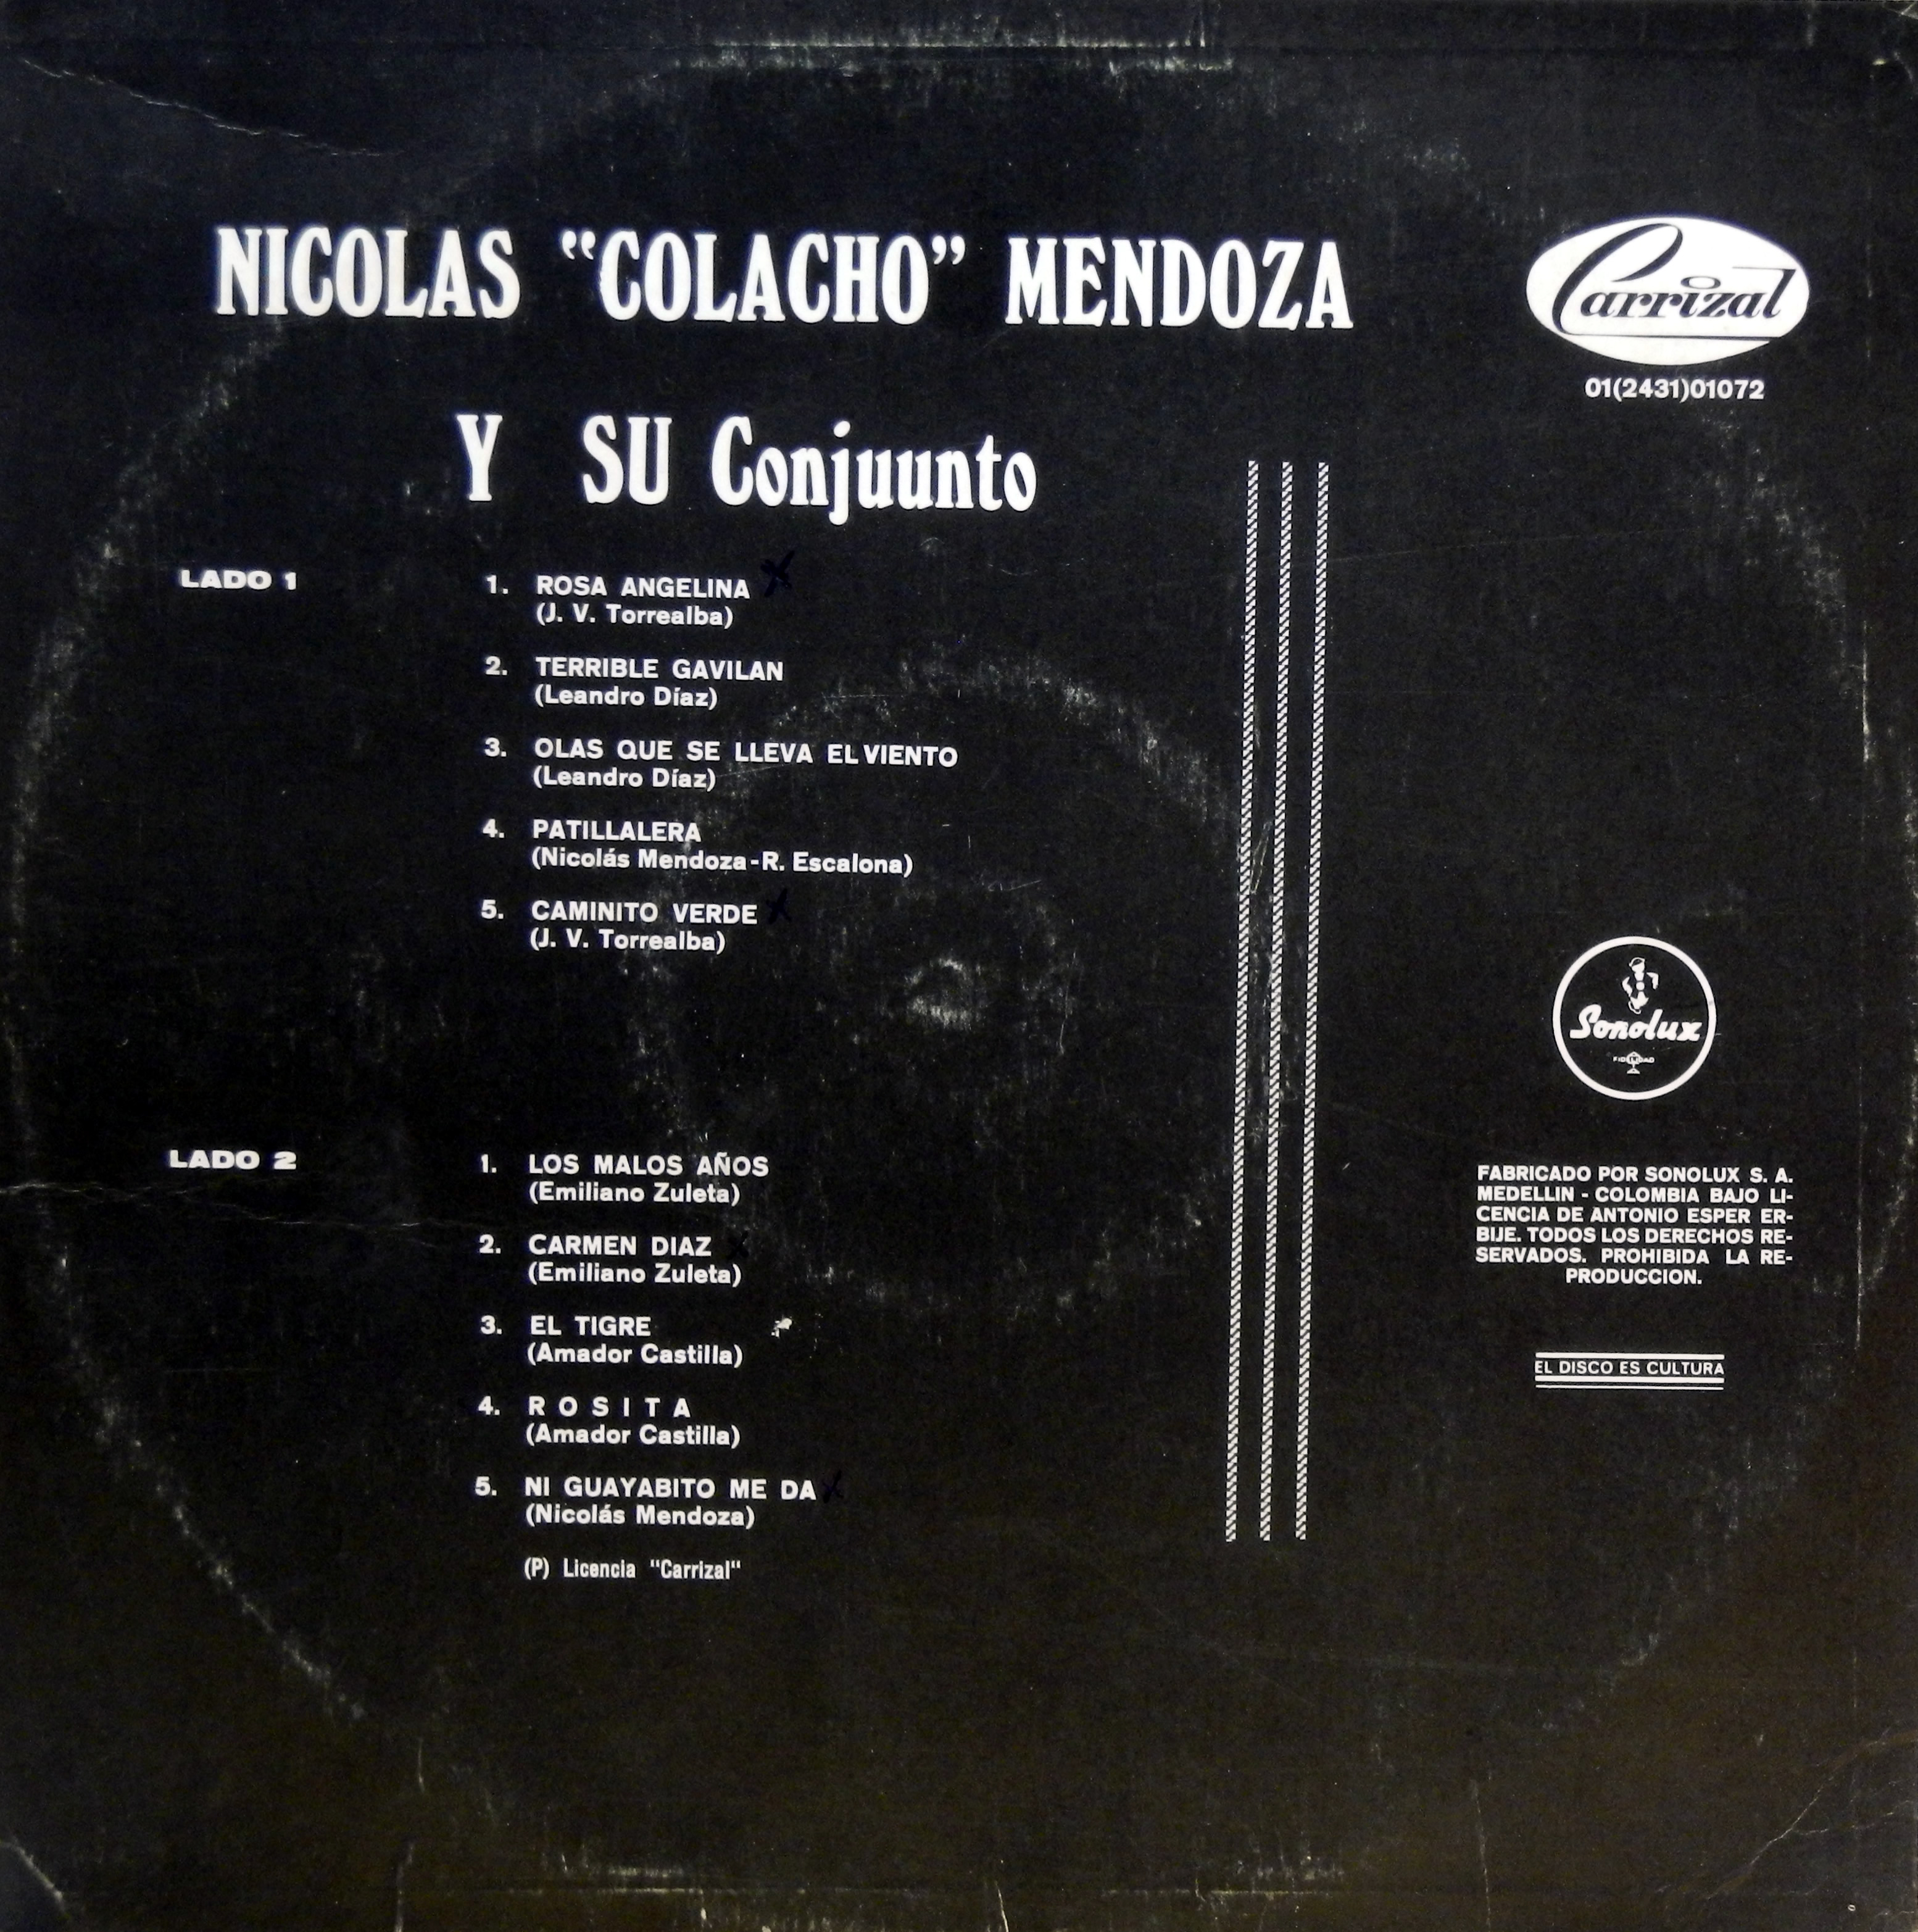 NICOLAS “COLACHO” MENDOZA
Carrizal
01(2431)01072
Y SU Conjuunto
LADO 1
1. ROSA ANGELINA
(J. V. Torrealba)
2. TERRIBLE GAVILAN
(Leandro Díaz)
3. OLAS QUE SE LLEVA EL VIENTO
(Leandro Díaz)
4. PATILLALERA
(Nicolás Mendoza-R. Escalona)
5. CAMINITO VERDE
(J. V. Torrealba)
LADO 2
1. LOS MALOS AÑOS
(Emiliano Zuleta)
2. CARMEN DIAZ
(Emiliano Zuleta)
3. EL TIGRE
(Amador Castilla)
4. R O S I T A
(Amador Castilla)
5. NI GUAYABITO ME DA
(Nicolás Mendoza)
(P) Licencia "Carrizal"
Sonolux
FIDELIDAD
FABRICADO POR SONOLUX S. A.
MEDELLIN - COLOMBIA BAJO LI-
CENCIA DE ANTONIO ESPER ER-
BIJE. TODOS LOS DERECHOS RE-
SERVADOS. PROHIBIDA LA RE-
PRODUCCION.
EL DISCO ES CULTURA